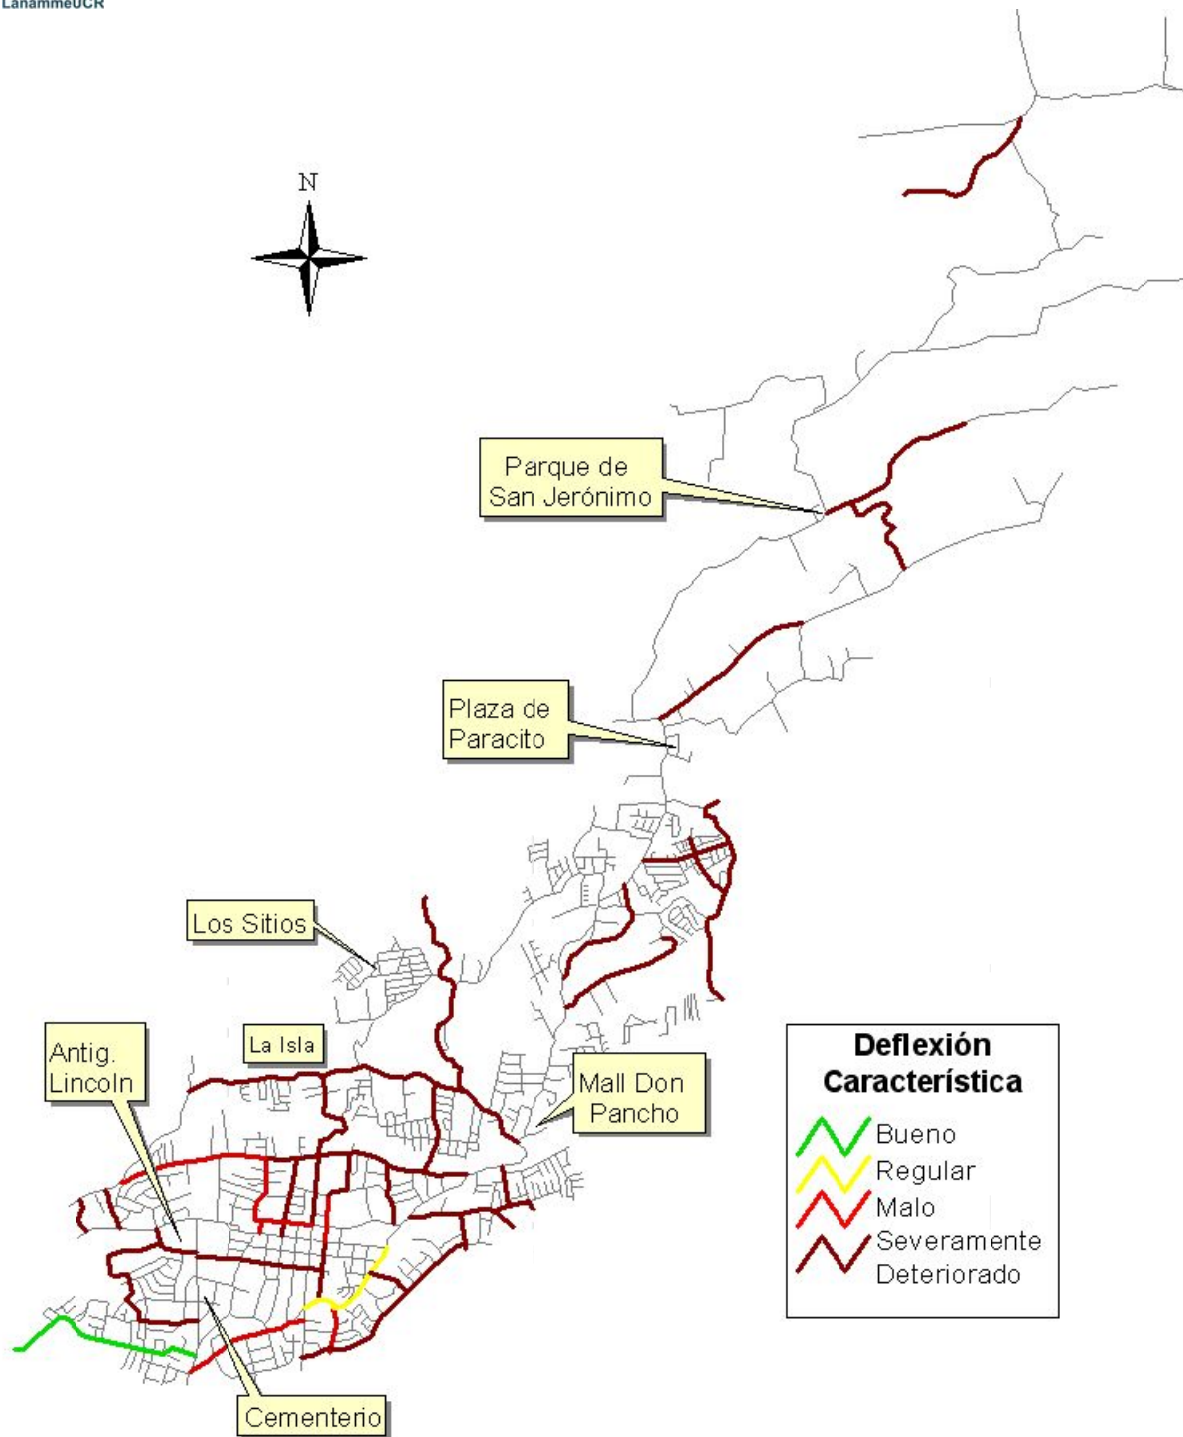 LanammeUCR
N
Parque de
San Jerónimo
Plaza de
Paracito
Los Sitios
La Isla
Antig.
Lincoln
Mall Don
Pancho
Cementerio
Deflexión
Característica
Bueno
Regular
Malo
Severamente
Deteriorado